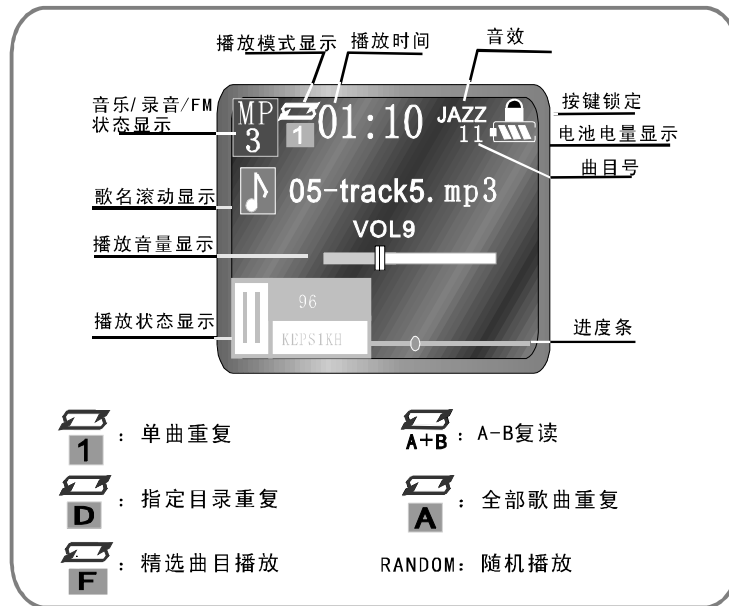 播放模式显示 播放时间 音效
音乐/录音/FM
状态显示
按键锁定
电池电量显示
曲目号
MP
3
1
01:10
JAZZ
11
歌名滚动显示
05-track5.mp3
VOL9
播放音量显示
播放状态显示
96
KEPS1KH
进度条
1 : 单曲重复
A+B : A-B复读
D : 指定目录重复
A : 全部歌曲重复
F : 精选曲目播放
RANDOM: 随机播放